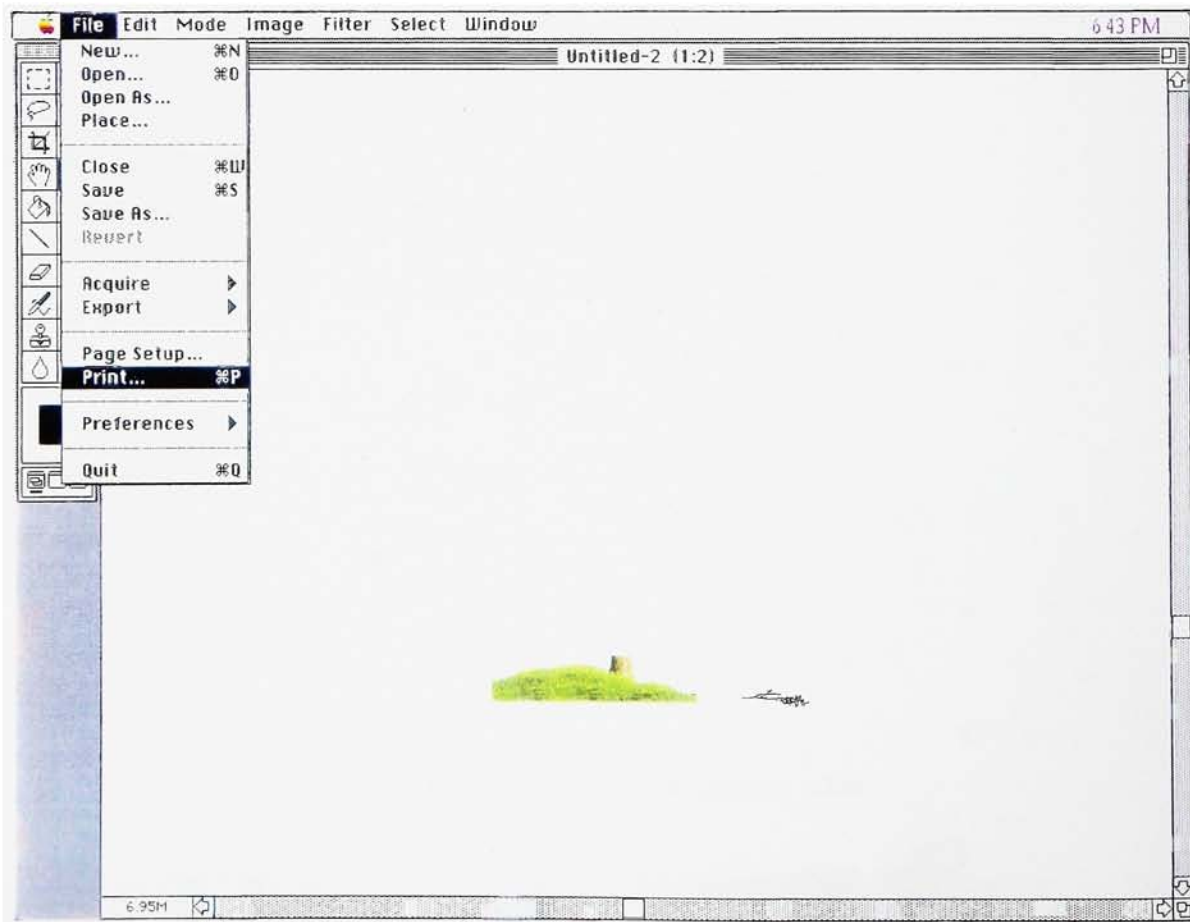 File Edit Mode Image Filter Select Window 6 43 PM
Untitled-2 (1:2)
New... ⌘N
Open... ⌘O
Open As...
Place...
Close ⌘W
Save ⌘S
Save As...
Revert
Acquire
Export
Page Setup...
Print... ⌘P
Preferences
Quit ⌘Q
6.95M